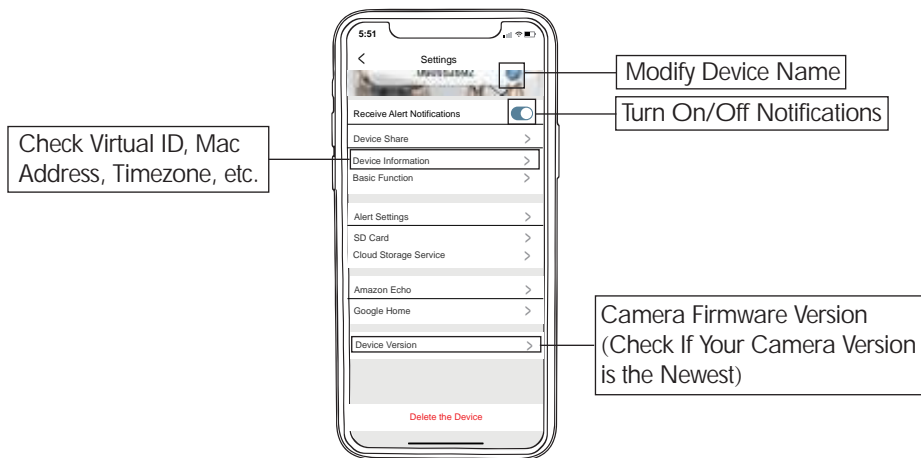 5:51
Settings
Modify Device Name
Receive Alert Notifications
Turn On/Off Notifications
Device Share
Check Virtual ID, Mac
Address, Timezone, etc.
Device Information
Basic Function
Alert Settings
SD Card
Cloud Storage Service
Amazon Echo
Google Home
Camera Firmware Version
(Check If Your Camera Version
is the Newest)
Device Version
Delete the Device